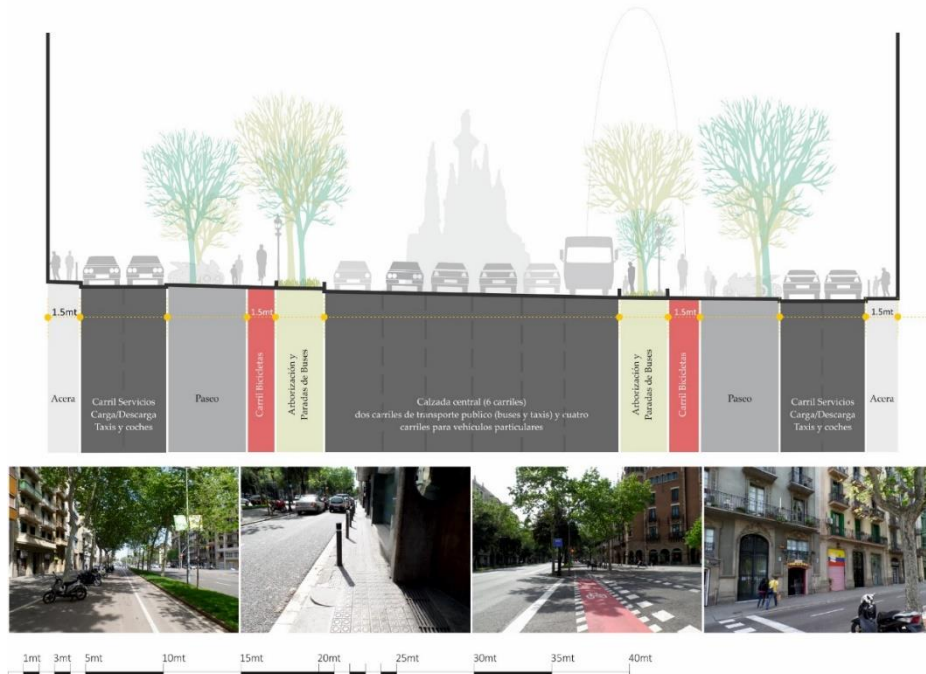 1.5mt
1.5mt
1.5mt
1.5mt
Acera
Carril Servicios
Carga/Descarga
Taxis y coches
Paseo
Carril Bicicletas
Arborización y
Paradas de Buses
Calzada central (6 carriles)
dos carriles de transporte publico (buses y taxis) y cuatro
carriles para vehículos particulares
Arborización y
Paradas de Buses
Carril Bicicletas
Paseo
Carril Servicios
Carga/Descarga
Taxis y coches
Acera
1mt 3mt 5mt 10mt 15mt 20mt 25mt 30mt 35mt 40mt